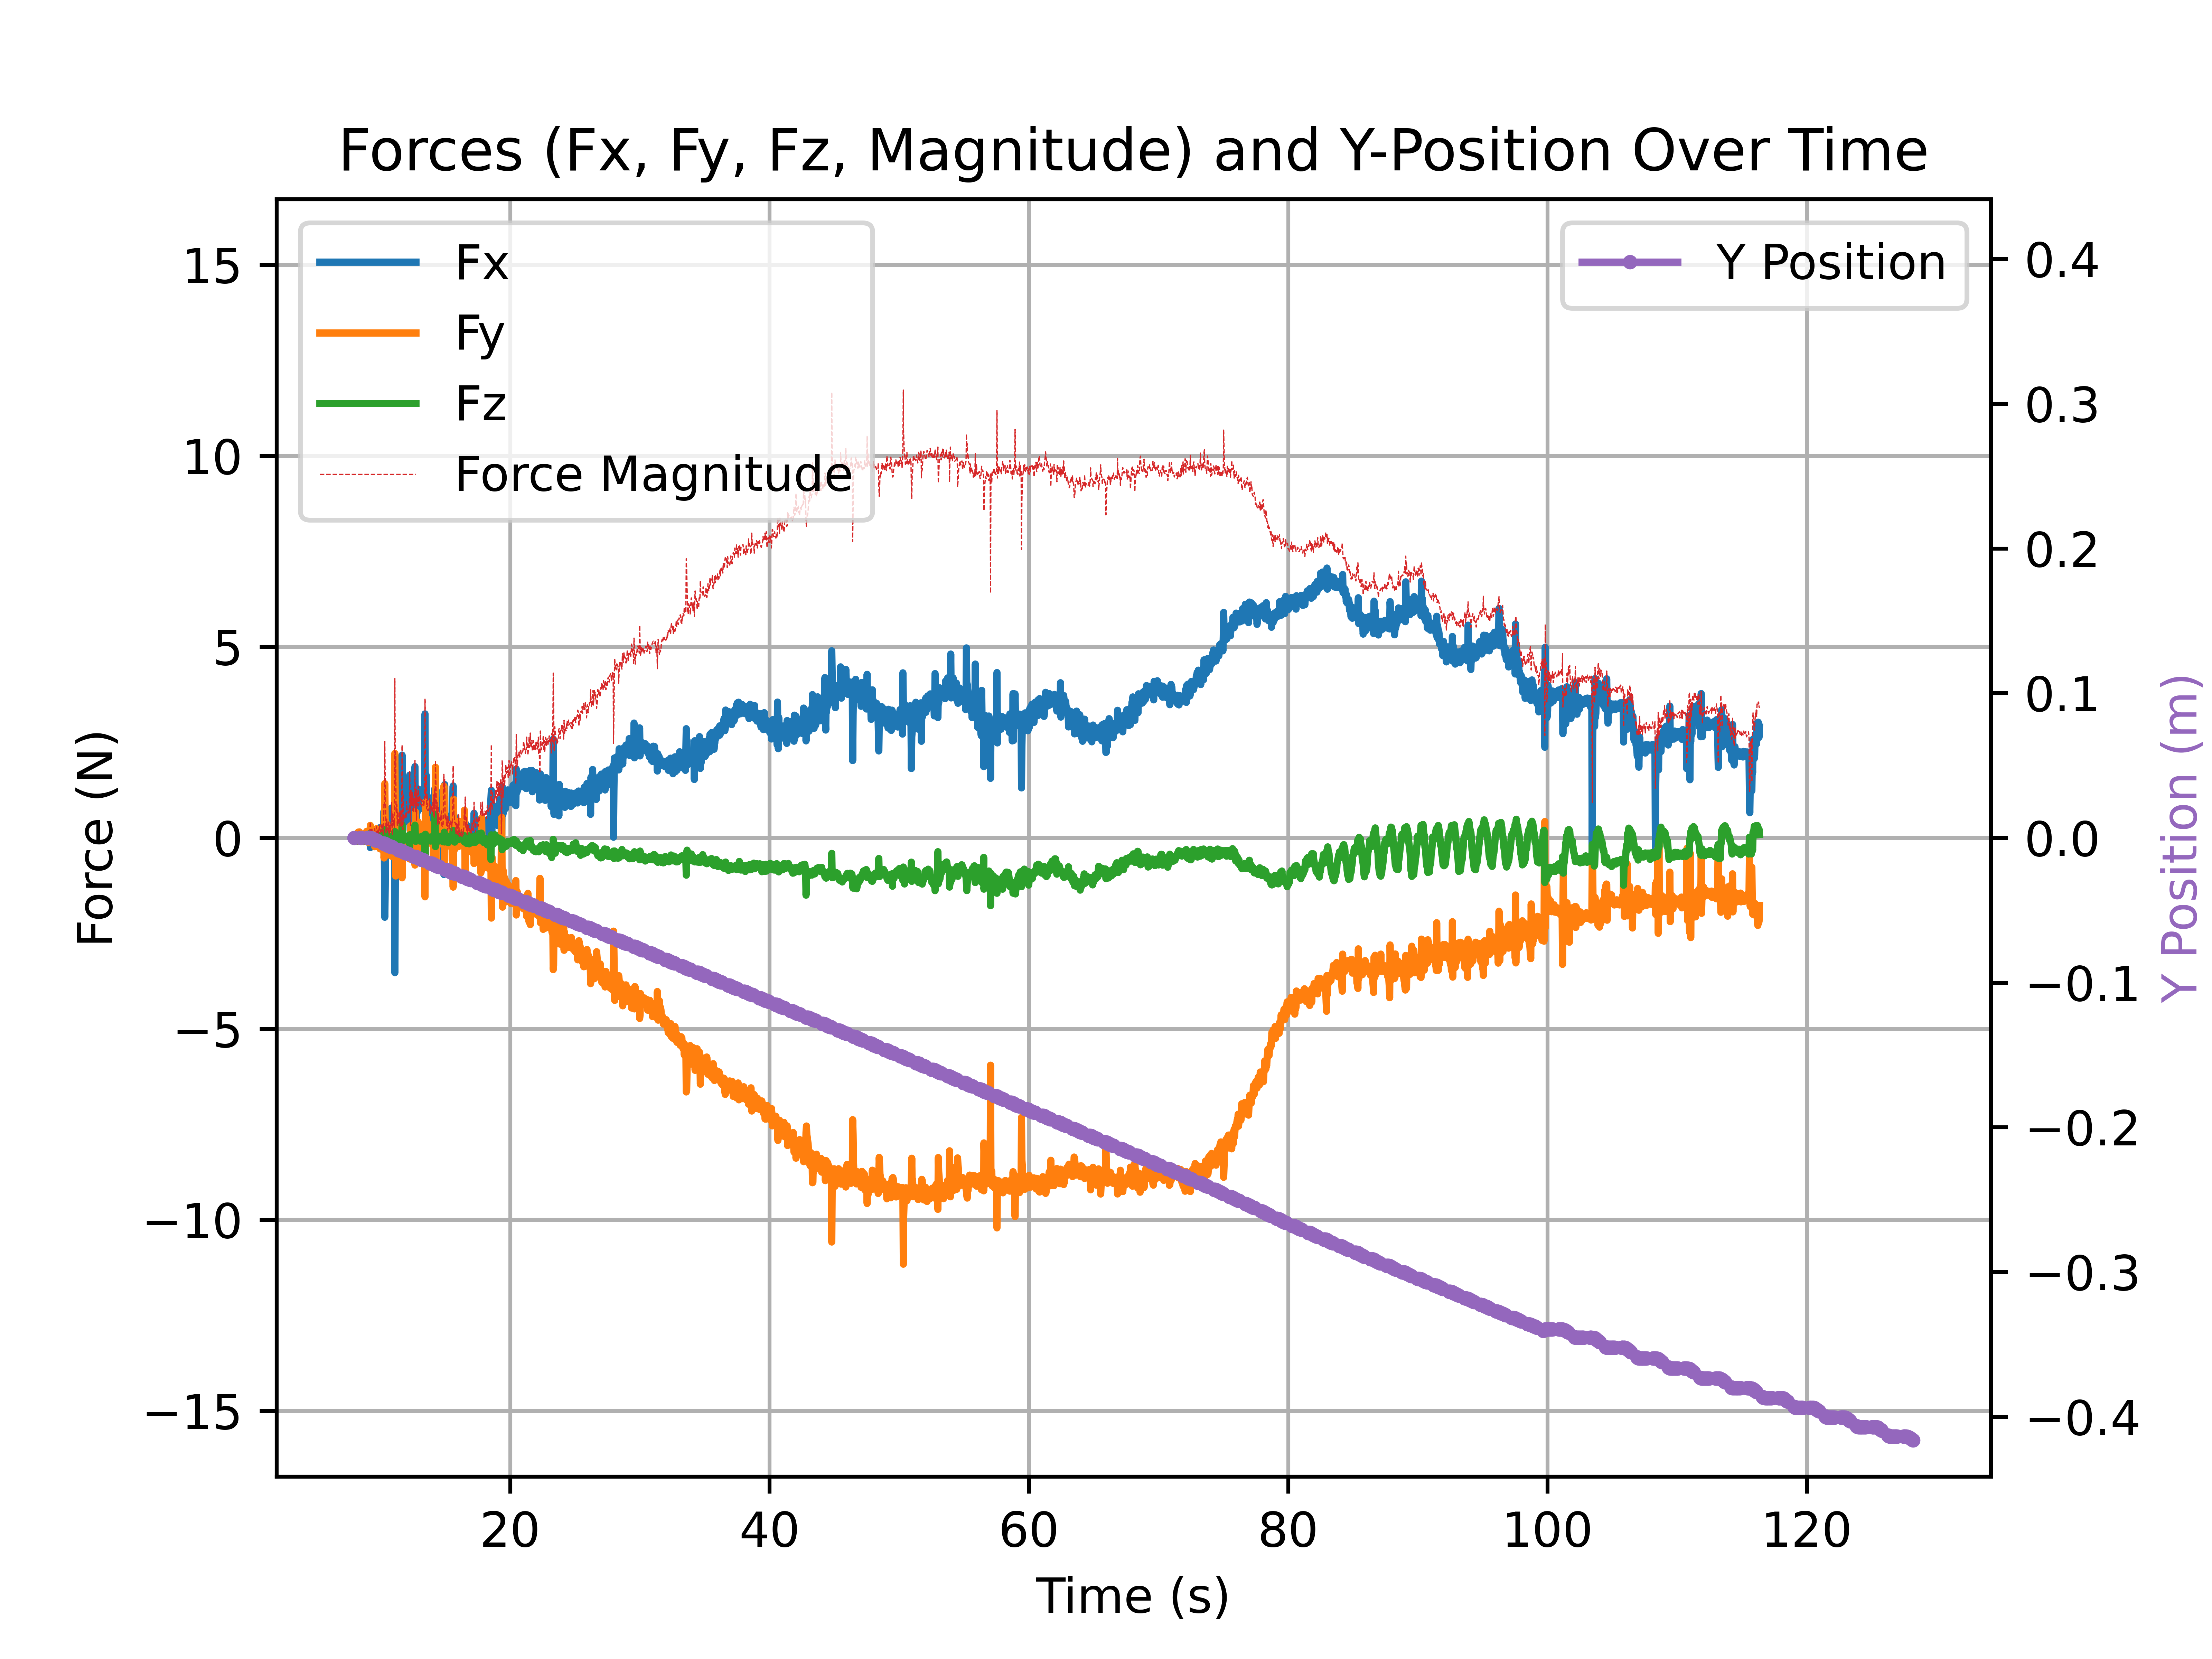 Forces (Fx, Fy, Fz, Magnitude) and Y-Position Over Time
Fx
Fy
Fz
Force Magnitude
Y Position
15
10
5
0
−5
−10
−15
Force (N)
0.4
0.3
0.2
0.1
0.0
−0.1
−0.2
−0.3
−0.4
Y Position (m)
20 40 60 80 100 120
Time (s)